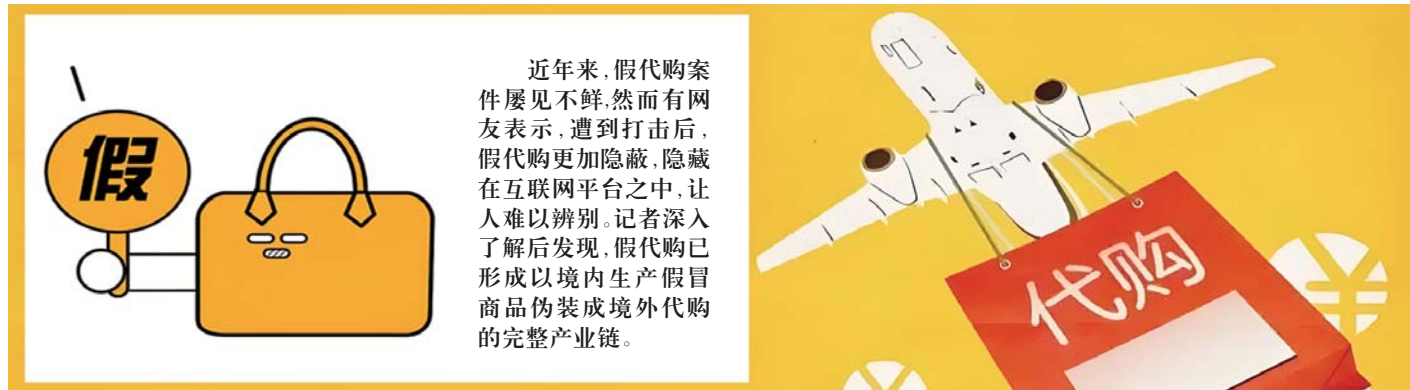 假
近年来,假代购案
件屡见不鲜,然而有网
友表示,遭到打击后,
假代购更加隐蔽,隐藏
在互联网平台之中,让
人难以辨别。记者深入
了解后发现,假代购已
形成以境内生产假冒
商品伪装成境外代购
的完整产业链。
代购
¥